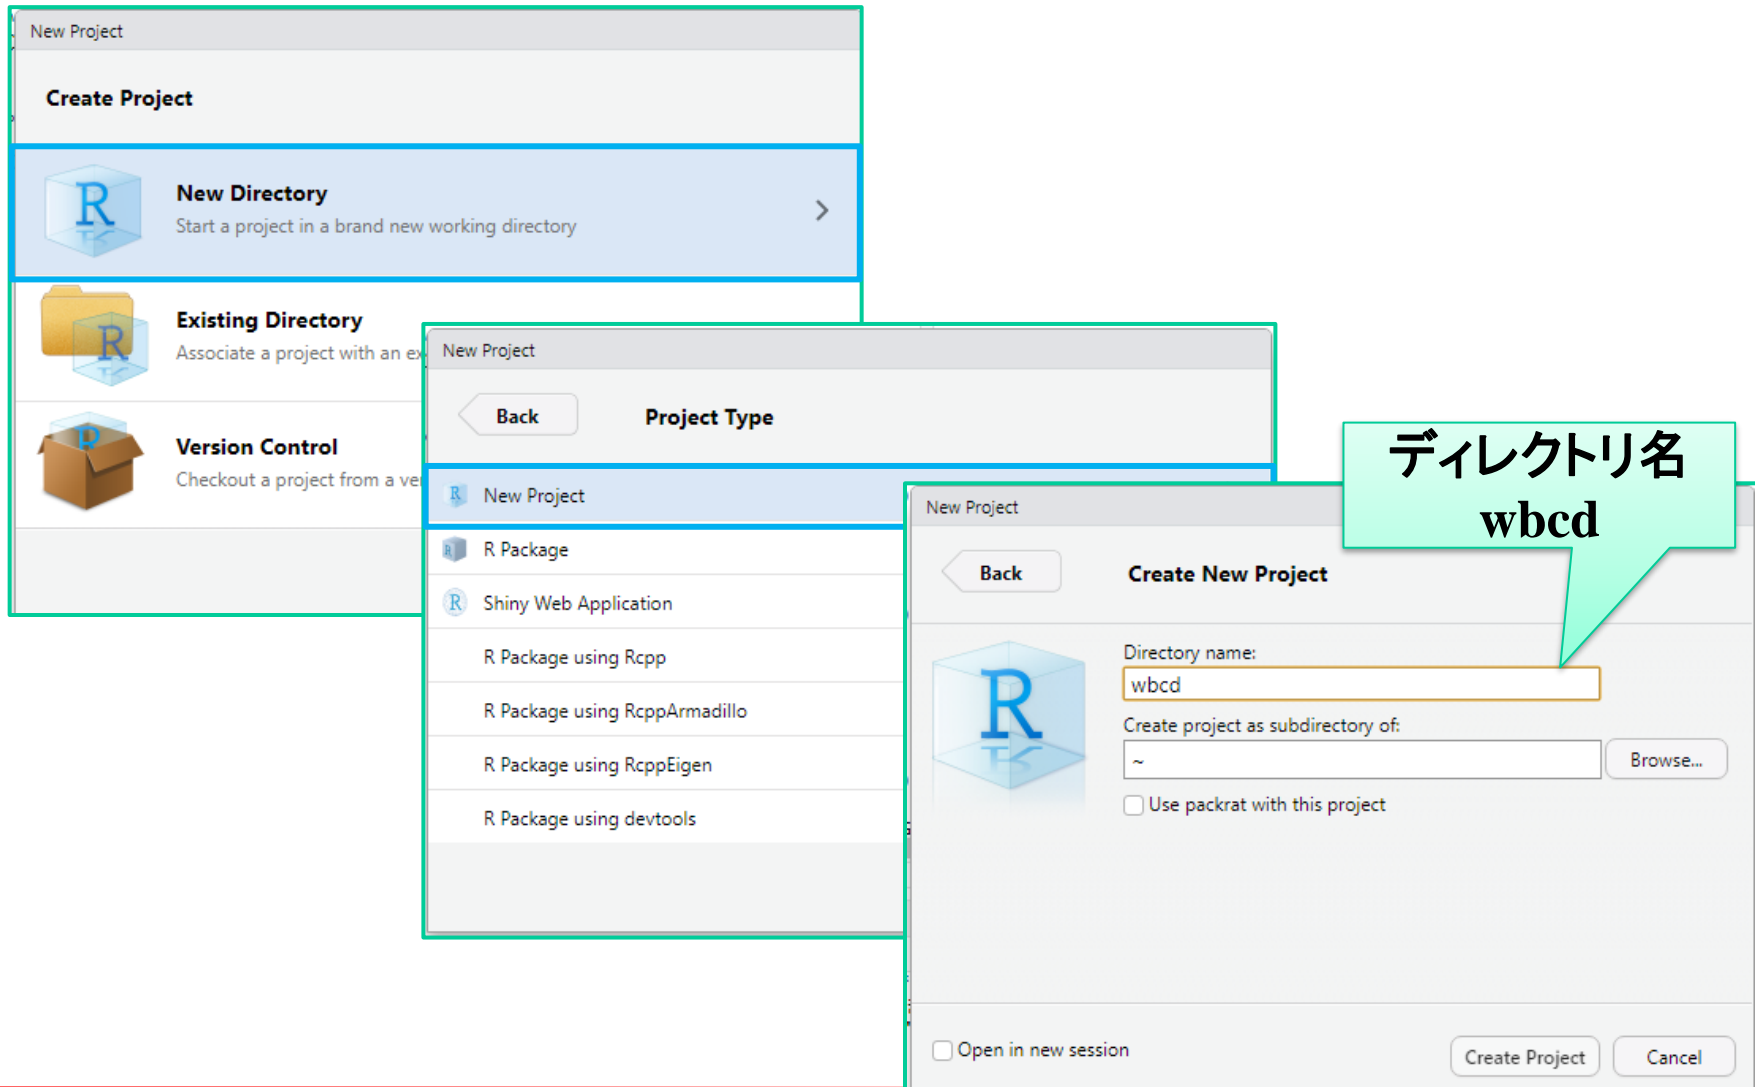 New Project
Create Project
New Directory
Start a project in a brand new working directory
Existing Directory
Associate a project with an
Version Control
Checkout a project from a
New Project
Back
Project Type
New Project
R Package
Shiny Web Application
R Package using Rcpp
R Package using RcppArmadillo
R Package using RcppEigen
R Package using devtools
ディレクトリ名
wbcd
New Project
Back
Create New Project
Directory name:
wbcd
Create project as subdirectory of:
~
Browse...
Use packrat with this project
Open in new session
Create Project
Cancel